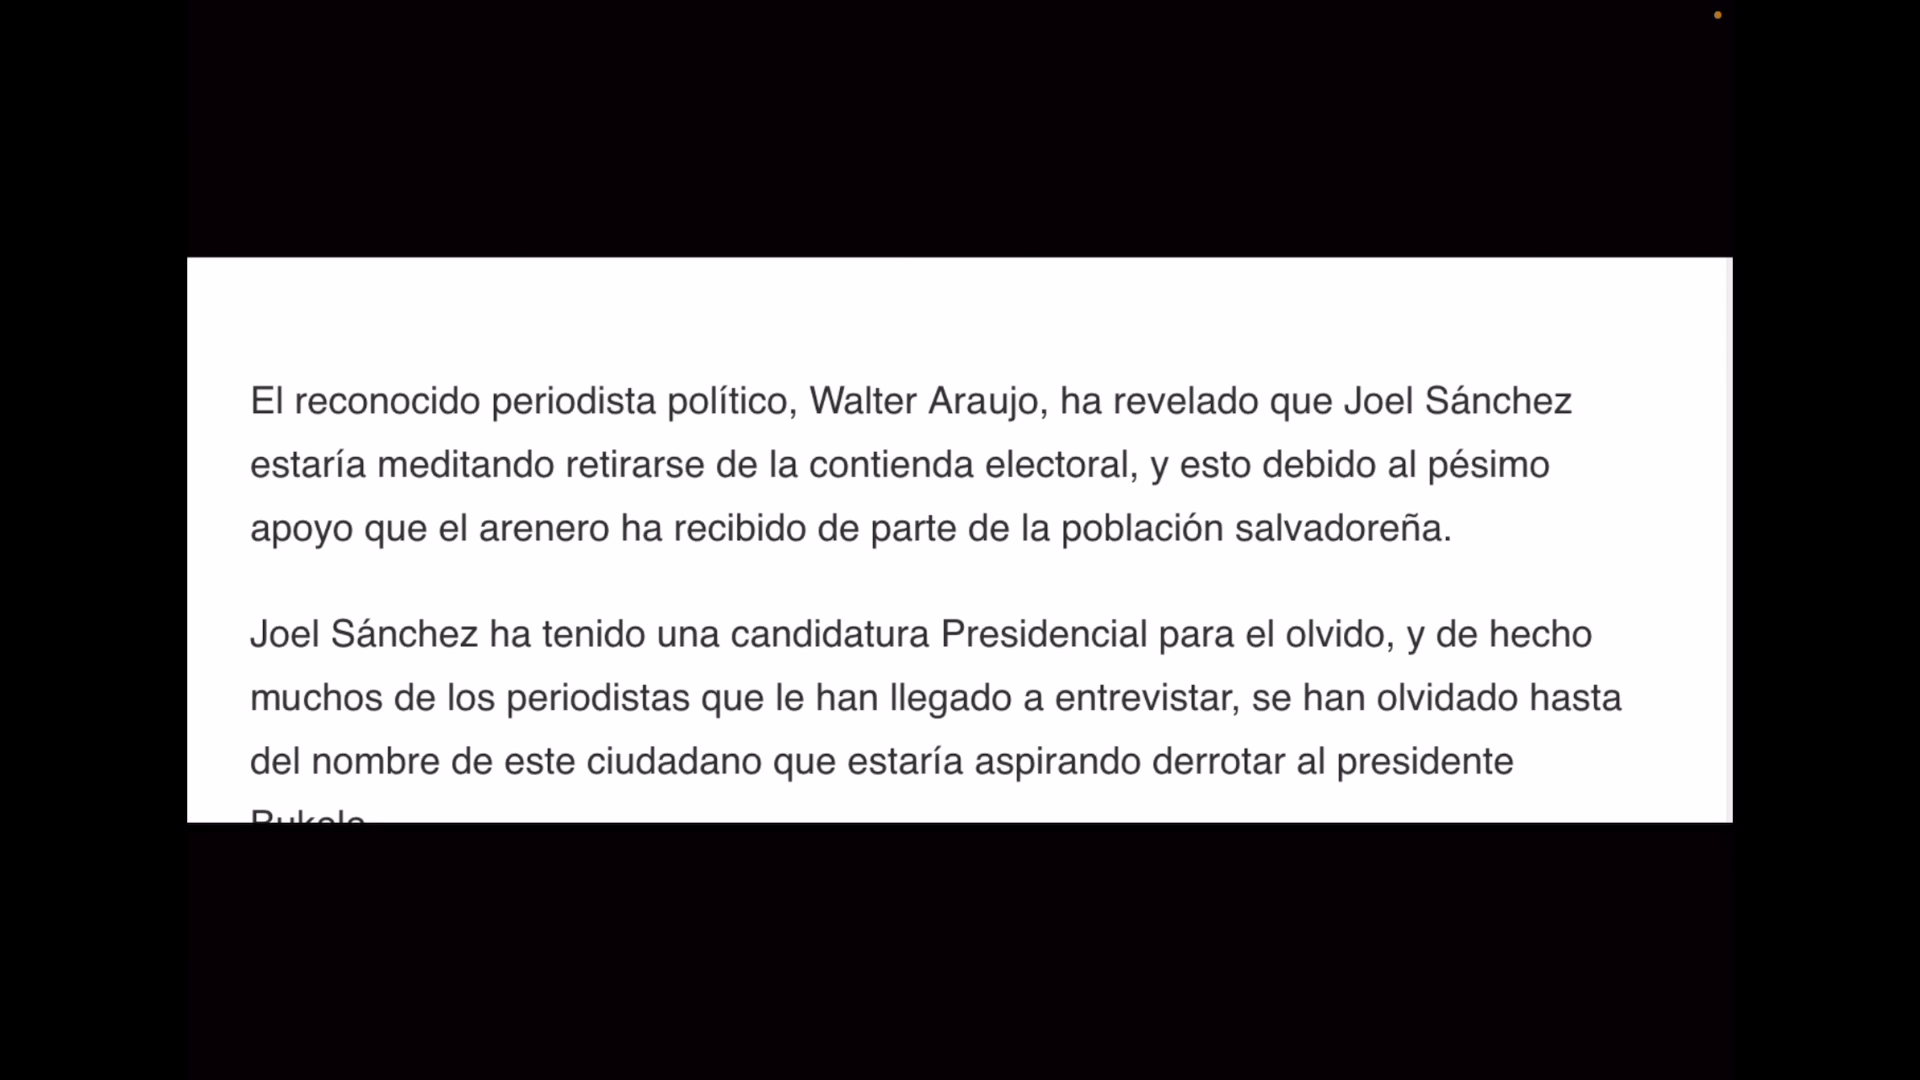 El reconocido periodista político, Walter Araujo, ha revelado que Joel Sánchez
estaría meditando retirarse de la contienda electoral, y esto debido al pésimo
apoyo que el arenero ha recibido de parte de la población salvadoreña.
Joel Sánchez ha tenido una candidatura Presidencial para el olvido, y de hecho
muchos de los periodistas que le han llegado a entrevistar, se han olvidado hasta
del nombre de este ciudadano que estaría aspirando derrotar al presidente
Bukele